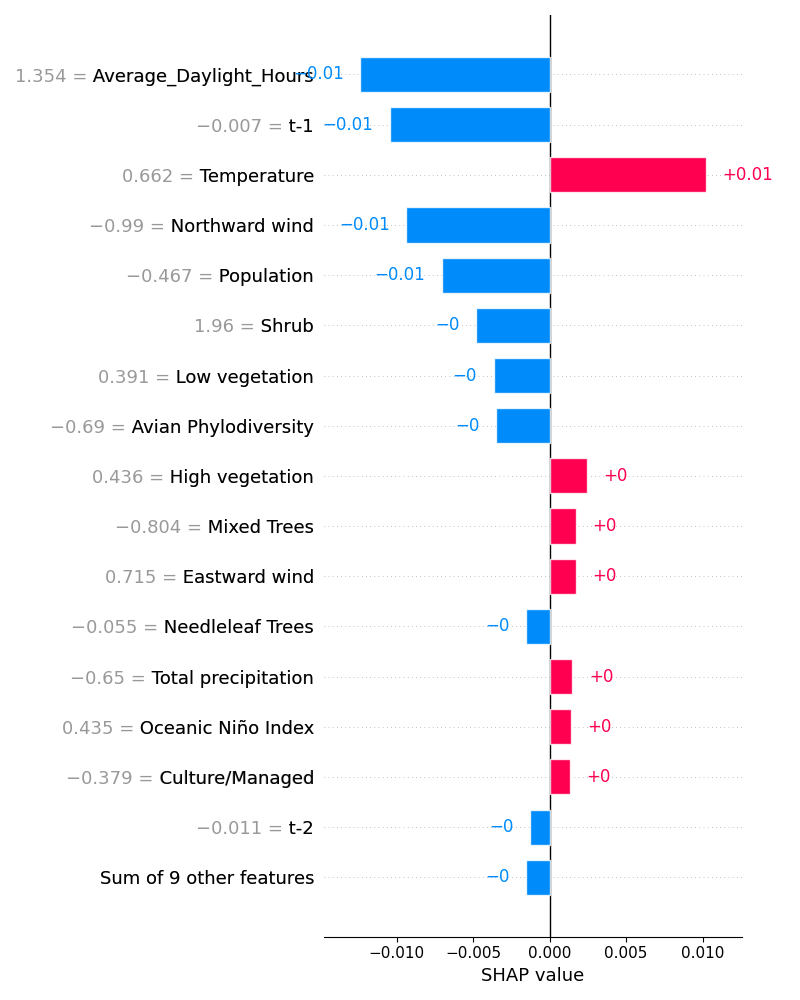 1.354 = Average_Daylight_Hours −0.01
−0.007 = t-1 −0.01
0.662 = Temperature +0.01
−0.99 = Northward wind −0.01
−0.467 = Population −0.01
1.96 = Shrub −0
0.391 = Low vegetation −0
−0.69 = Avian Phylodiversity −0
0.436 = High vegetation +0
−0.804 = Mixed Trees +0
0.715 = Eastward wind +0
−0.055 = Needleleaf Trees −0
−0.65 = Total precipitation +0
0.435 = Oceanic Niño Index +0
−0.379 = Culture/Managed +0
−0.011 = t-2 −0
Sum of 9 other features −0
−0.010 −0.005 0.000 0.005 0.010
SHAP value